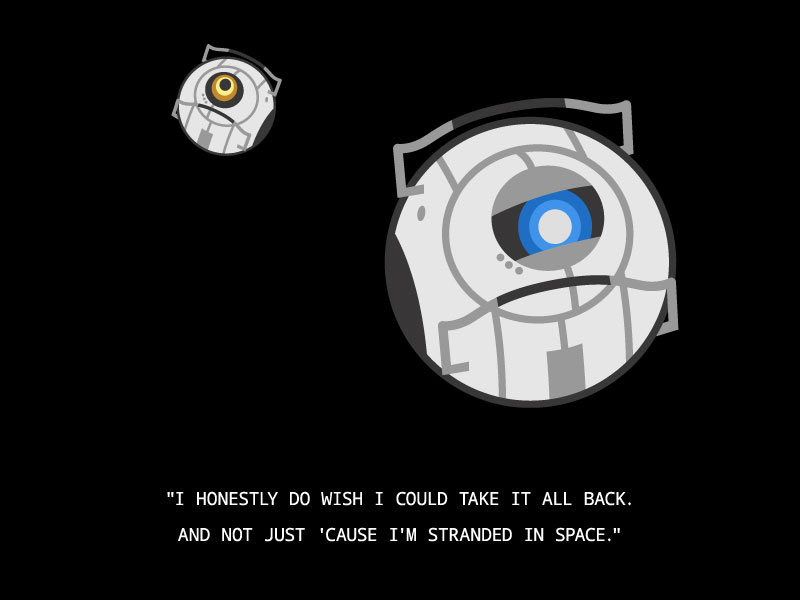 "I HONESTLY DO WISH I COULD TAKE IT ALL BACK.
AND NOT JUST 'CAUSE I'M STRANDED IN SPACE."